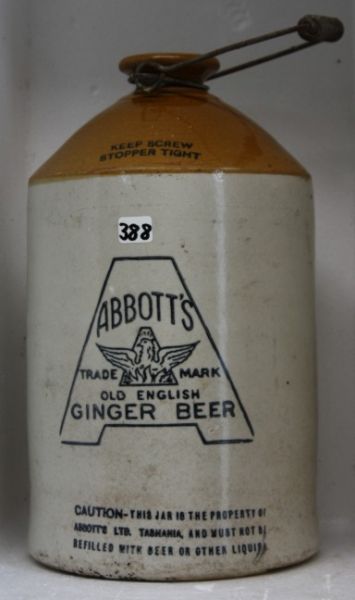 KEEP SCREW
STOPPER TIGHT
388
ABBOTT'S
TRADE MARK
OLD ENGLISH
GINGER BEER
CAUTION - THIS JAR IS THE PROPERTY OF
ABBOTT'S LTD. TASMANIA, AND MUST NOT BE
REFILLED WITH BEER OR OTHER LIQUID.